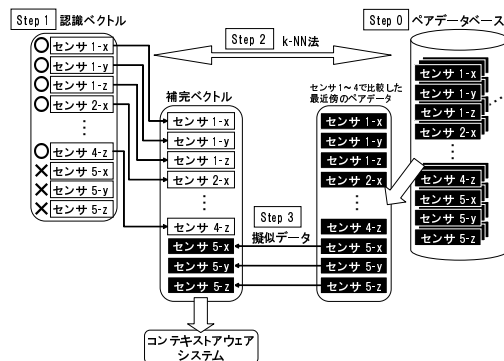 Step 1 認識ベクトル
○ センサ 1-x
○ センサ 1-y
○ センサ 1-z
○ センサ 2-x
⋮
○ センサ 4-z
× センサ 5-x
× センサ 5-y
× センサ 5-z
Step 2 k-NN法
補完ベクトル
センサ 1-x
センサ 1-y
センサ 1-z
センサ 2-x
⋮
センサ 4-z
センサ 5-x
センサ 5-y
センサ 5-z
Step 3
擬似データ
センサ1~4で比較した
最近傍のペアデータ
センサ 1-x
センサ 1-y
センサ 1-z
センサ 2-x
⋮
センサ 4-z
センサ 5-x
センサ 5-y
センサ 5-z
Step 0 ペアデータベース
センサ 1-x
センサ 1-y
センサ 1-z
センサ 2-x
⋮
センサ 4-z
センサ 5-x
センサ 5-y
センサ 5-z
…
コンテキストアウェア
システム